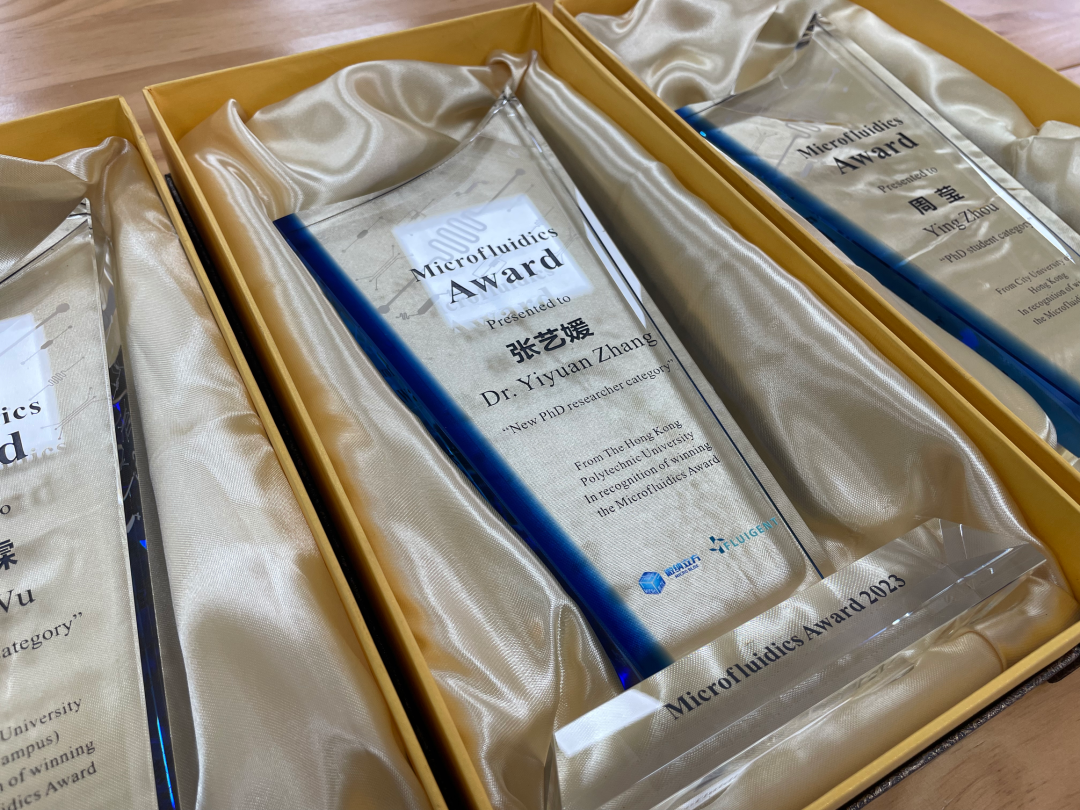 ics
d
o
Wu
ategory”
University
ampus)
n of winning
idics Award
Microfluidics
Award
Presented to
张艺媛
Dr. Yiyuan Zhang
“New PhD researcher category”
From The Hong Kong
Polytechnic University
In recognition of winning
the Microfluidics Award
FLUIGENT
Microfluidics Award 2023
Microfluidics
Award
Presented to
周 莹
Ying Zhou
“PhD student category
From City University
Hong Kong
In recognition of w
the Microfluid